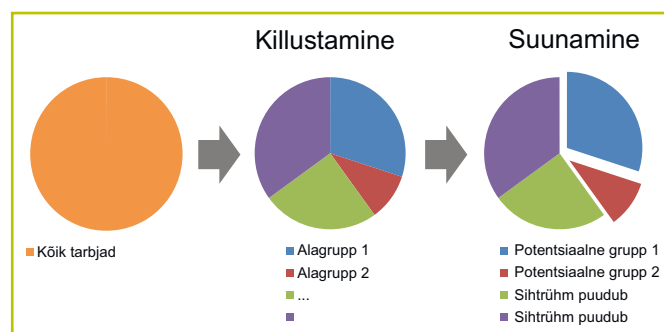 Killustamine
Suunamine
Kõik tarbjad
Alagrupp 1
Alagrupp 2
...
Potentsiaalne grupp 1
Potentsiaalne grupp 2
Sihtrühm puudub
Sihtrühm puudub